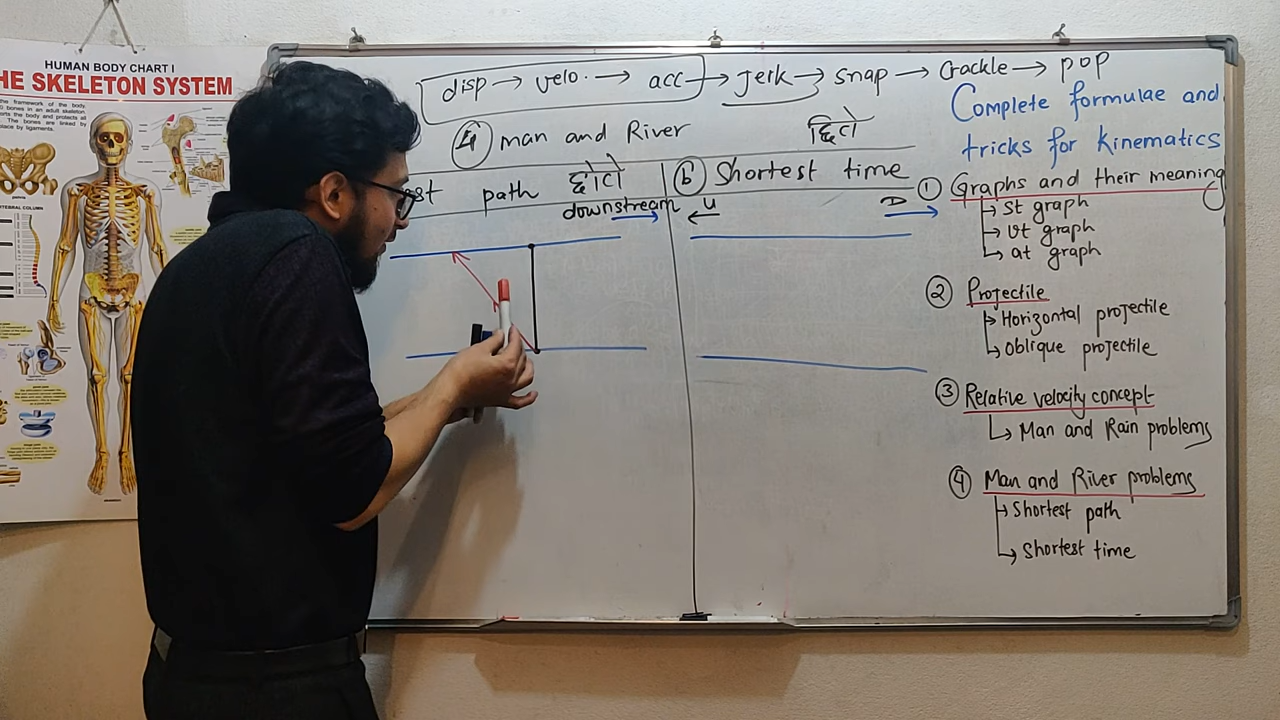 HUMAN BODY CHART I
HE SKELETON SYSTEM
disp → velo. → acc → Jerk → snap → Crackle → pop
④ man and River
छिटो
st path छोटो
ⓑ Shortest time
downstream
U
D
Complete formulae and
tricks for Kinematics
① Graphs and their meaning
st graph
vt graph
at graph
② Projectile
Horizontal projectile
Oblique projectile
③ Relative velocity concept
Man and Rain problems
④ Man and River problems
Shortest path
Shortest time